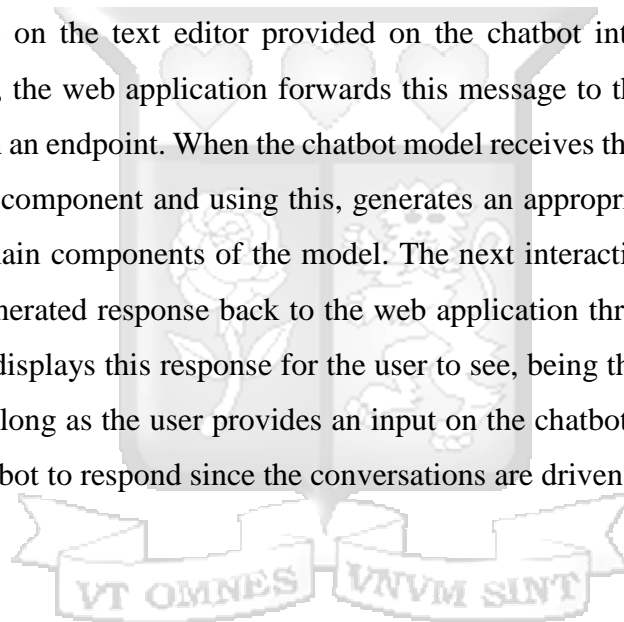 on the text editor provided on the chatbot int
, the web application forwards this message to th
an endpoint. When the chatbot model receives th
component and using this, generates an appropri
ain components of the model. The next interacti
nerated response back to the web application thr
displays this response for the user to see, being th
long as the user provides an input on the chatbot
bot to respond since the conversations are driven
VT OMNES VNVM SINT